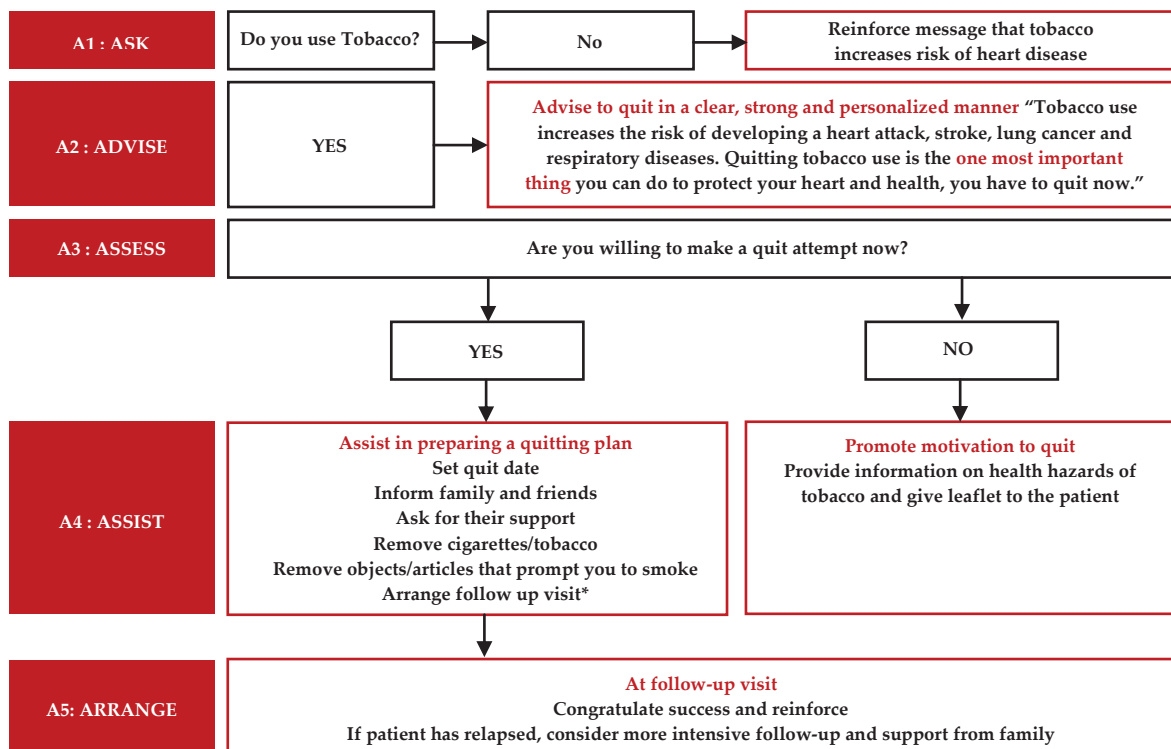 A1 : ASK
Do you use Tobacco?
No
Reinforce message that tobacco
increases risk of heart disease
A2 : ADVISE
YES
Advise to quit in a clear, strong and personalized manner “Tobacco use
increases the risk of developing a heart attack, stroke, lung cancer and
respiratory diseases. Quitting tobacco use is the one most important
thing you can do to protect your heart and health, you have to quit now.”
A3 : ASSESS
Are you willing to make a quit attempt now?
YES
NO
A4 : ASSIST
Assist in preparing a quitting plan
Set quit date
Inform family and friends
Ask for their support
Remove cigarettes/tobacco
Remove objects/articles that prompt you to smoke
Arrange follow up visit*
Promote motivation to quit
Provide information on health hazards of
tobacco and give leaflet to the patient
A5: ARRANGE
At follow-up visit
Congratulate success and reinforce
If patient has relapsed, consider more intensive follow-up and support from family